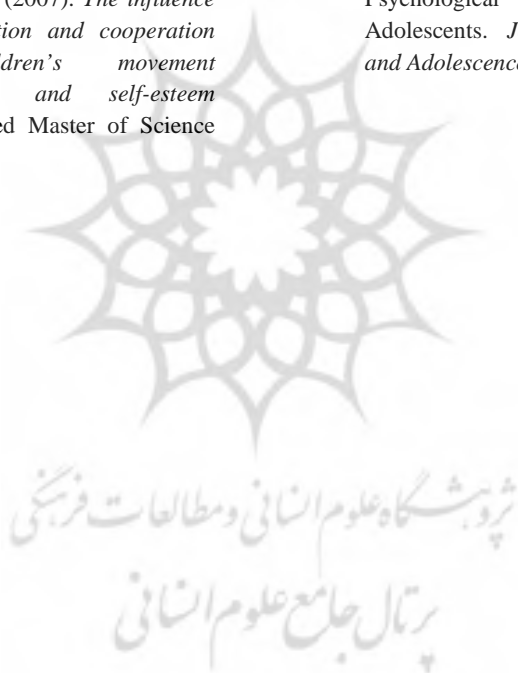 (2007). The influence
tion and cooperation
dren's movement
and self-esteem
ed Master of Science
Psychological
Adolescents. J
and Adolescence
پژوهشگاه علوم انسانی و مطالعات فرهنگی
پرتال جامع علوم انسانی